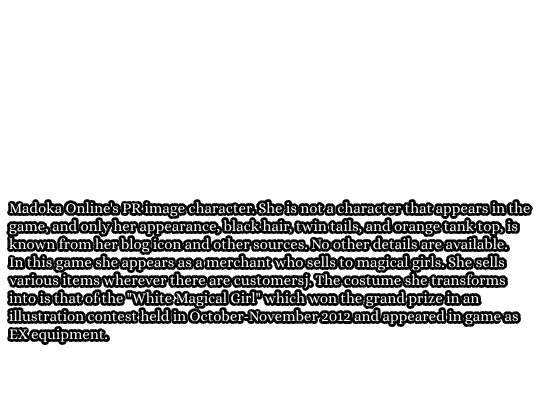 Madoka Online's PR image character. She is not a character that appears in the
game, and only her appearance, black hair, twin tails, and orange tank top, is
known from her blog icon and other sources. No other details are available.
In this game she appears as a merchant who sells to magical girls. She sells
various items wherever there are customersj. The costume she transforms
into is that of the "White Magical Girl" which won the grand prize in an
illustration contest held in October-November 2012 and appeared in game as
EX equipment.